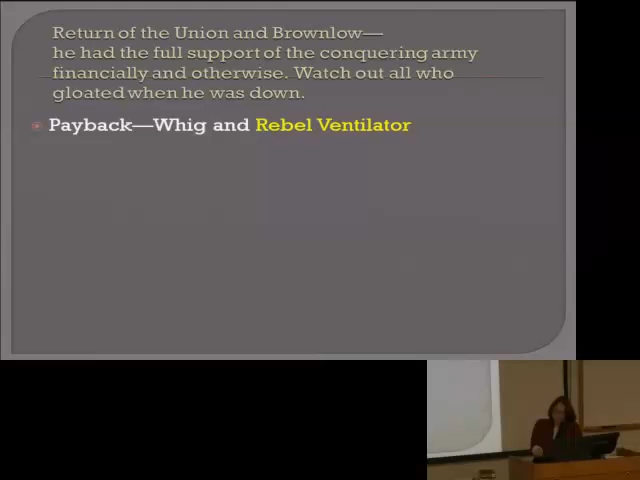 Return of the Union and Brownlow—
he had the full support of the conquering army
financially and otherwise. Watch out all who
gloated when he was down.
Payback—Whig and Rebel Ventilator